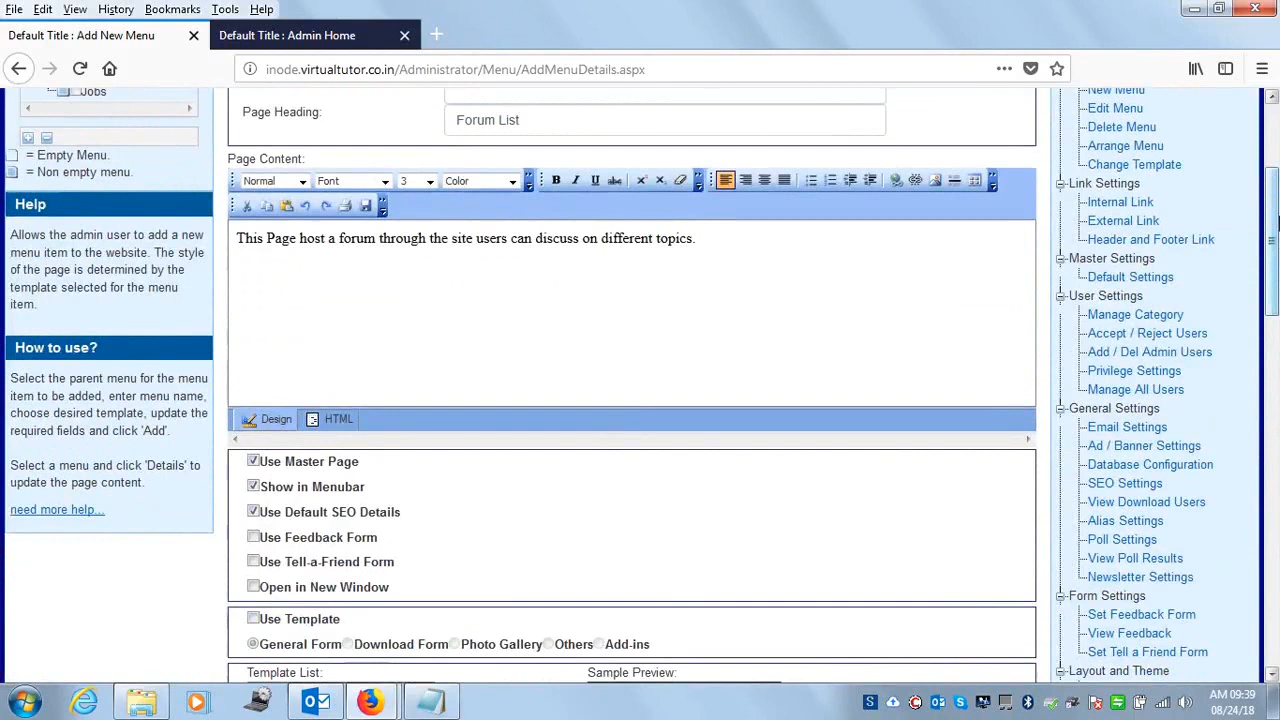 File Edit View History Bookmarks Tools Help
Default Title : Add New Menu
Default Title : Admin Home
inode.virtualtutor.co.in/Administrator/Menu/AddMenuDetails.aspx
Jobs
= Empty Menu.
= Non empty menu.
Help
Allows the admin user to add a new
menu item to the website. The style
of the page is determined by the
template selected for the menu
item.
How to use?
Select the parent menu for the menu
item to be added, enter menu name,
choose desired template, update the
required fields and click 'Add'.
Select a menu and click 'Details' to
update the page content.
need more help...
Page Heading:
Forum List
Page Content:
Normal Font 3 Color B I U abc x² x₂
This Page host a forum through the site users can discuss on different topics.
Design HTML
Use Master Page
Show in Menubar
Use Default SEO Details
Use Feedback Form
Use Tell-a-Friend Form
Open in New Window
Use Template
General Form Download Form Photo Gallery Others Add-ins
Template List: Sample Preview:
New Menu
Edit Menu
Delete Menu
Arrange Menu
Change Template
Link Settings
Internal Link
External Link
Header and Footer Link
Master Settings
Default Settings
User Settings
Manage Category
Accept / Reject Users
Add / Del Admin Users
Privilege Settings
Manage All Users
General Settings
Email Settings
Ad / Banner Settings
Database Configuration
SEO Settings
View Download Users
Alias Settings
Poll Settings
View Poll Results
Newsletter Settings
Form Settings
Set Feedback Form
View Feedback
Set Tell a Friend Form
Layout and Theme
AM 09:39
08/24/18